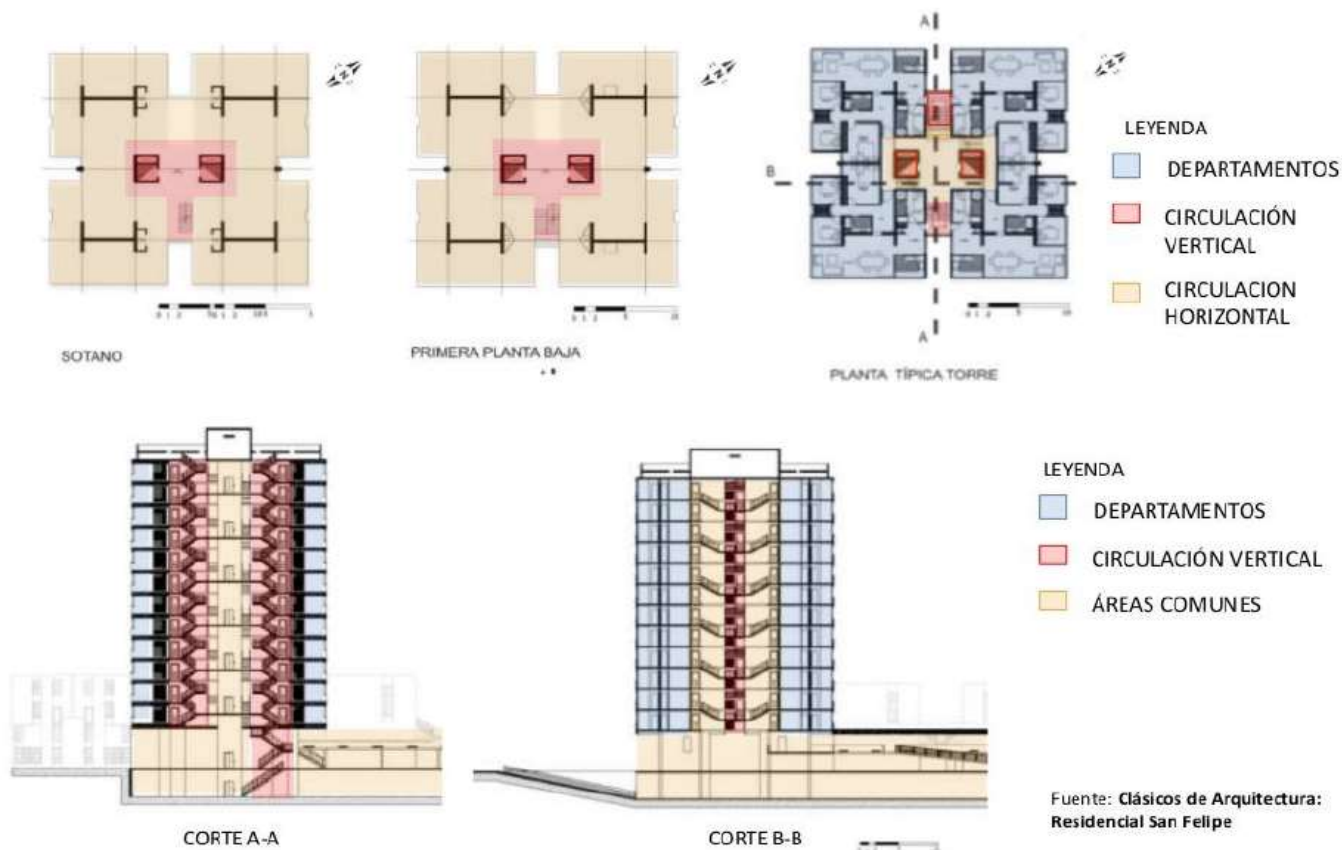 A
A
B
A
LEYENDA
DEPARTAMENTOS
CIRCULACIÓN
VERTICAL
CIRCULACION
HORIZONTAL
SOTANO
PRIMERA PLANTA BAJA
PLANTA TÍPICA TORRE
LEYENDA
DEPARTAMENTOS
CIRCULACIÓN VERTICAL
ÁREAS COMUNES
CORTE A-A
CORTE B-B
Fuente: Clásicos de Arquitectura:
Residencial San Felipe